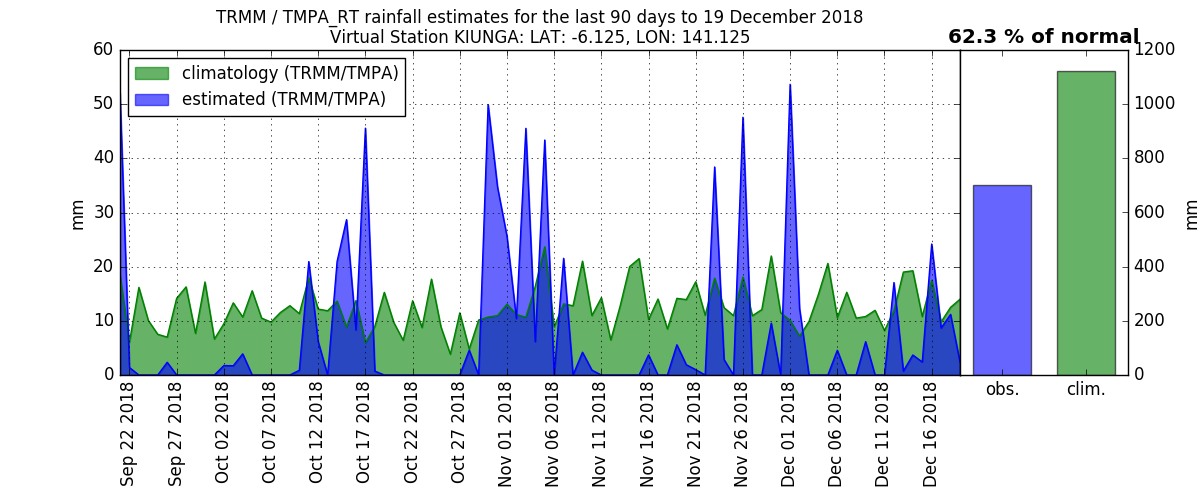 TRMM / TMPA_RT rainfall estimates for the last 90 days to 19 December 2018
Virtual Station KIUNGA: LAT: -6.125, LON: 141.125
62.3 % of normal
climatology (TRMM/TMPA)
estimated (TRMM/TMPA)
mm
60
50
40
30
20
10
0
1200
1000
800
600
400
200
0
mm
Sep 22 2018
Sep 27 2018
Oct 02 2018
Oct 07 2018
Oct 12 2018
Oct 17 2018
Oct 22 2018
Oct 27 2018
Nov 01 2018
Nov 06 2018
Nov 11 2018
Nov 16 2018
Nov 21 2018
Nov 26 2018
Dec 01 2018
Dec 06 2018
Dec 11 2018
Dec 16 2018
obs.
clim.